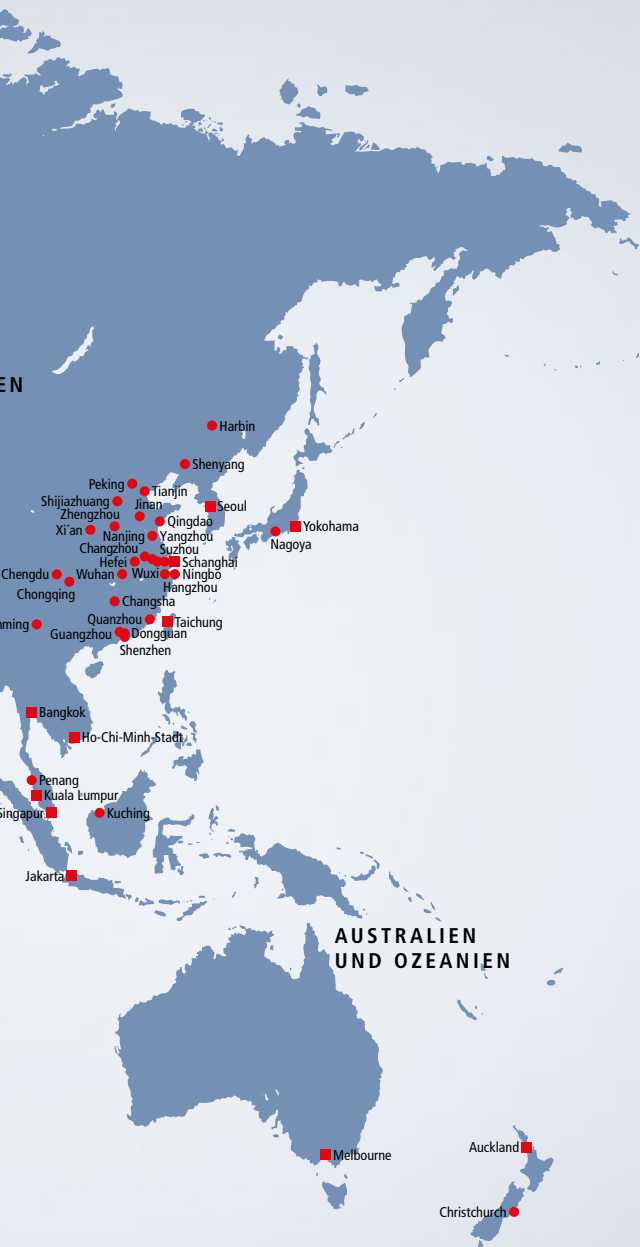 EN
Harbin
Shenyang
Peking
Tianjin
Shijiazhuang
Jinan
Seoul
Zhengzhou
Qingdao
Yokohama
Xi´an
Nanjing
Yangzhou
Nagoya
Changzhou
Suzhou
Hefei
Schanghai
Chengdu
Wuhan
Wuxi
Ningbo
Hangzhou
Chongqing
Changsha
Quanzhou
Taichung
nming
Guangzhou
Dongguan
Shenzhen
Bangkok
Ho-Chi-Minh-Stadt
Penang
Kuala Lumpur
Singapur
Kuching
Jakarta
AUSTRALIEN
UND OZEANIEN
Melbourne
Auckland
Christchurch